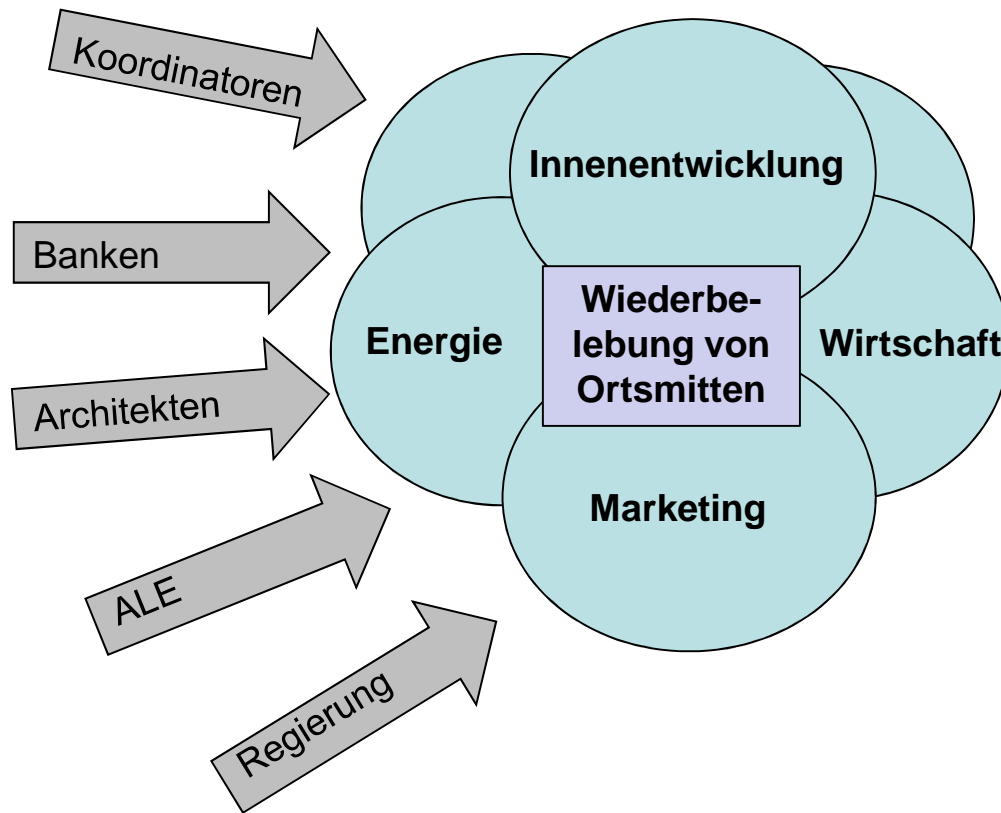 Koordinatoren
Banken
Architekten
ALE
Regierung
Innenentwicklung
Energie
Wiederbe-
lebung von
Ortsmitten
Wirtschaft
Marketing